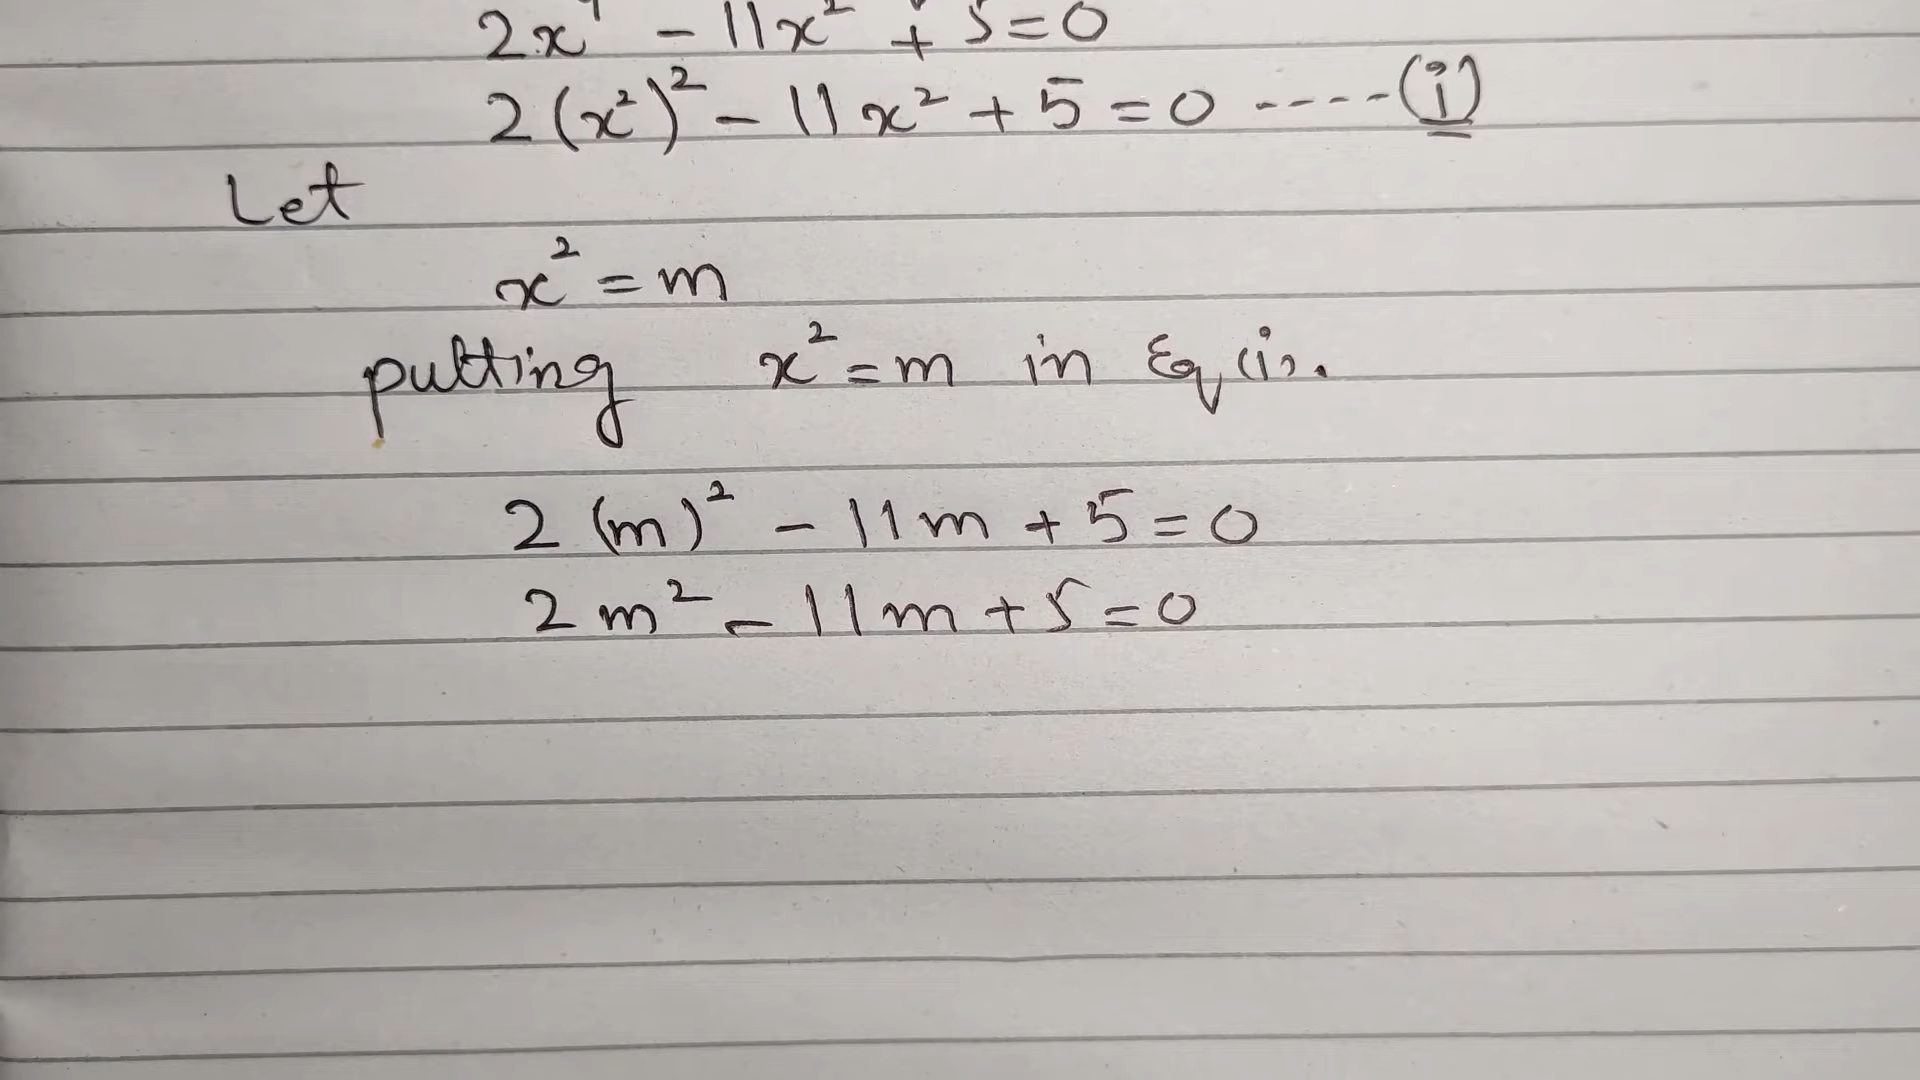 2x⁴ - 11x² + 5 = 0
2(x²)² - 11x² + 5 = 0 ----(i)
Let
x² = m
putting x² = m in Eq (i).
2 (m)² - 11m + 5 = 0
2m² - 11m + 5 = 0